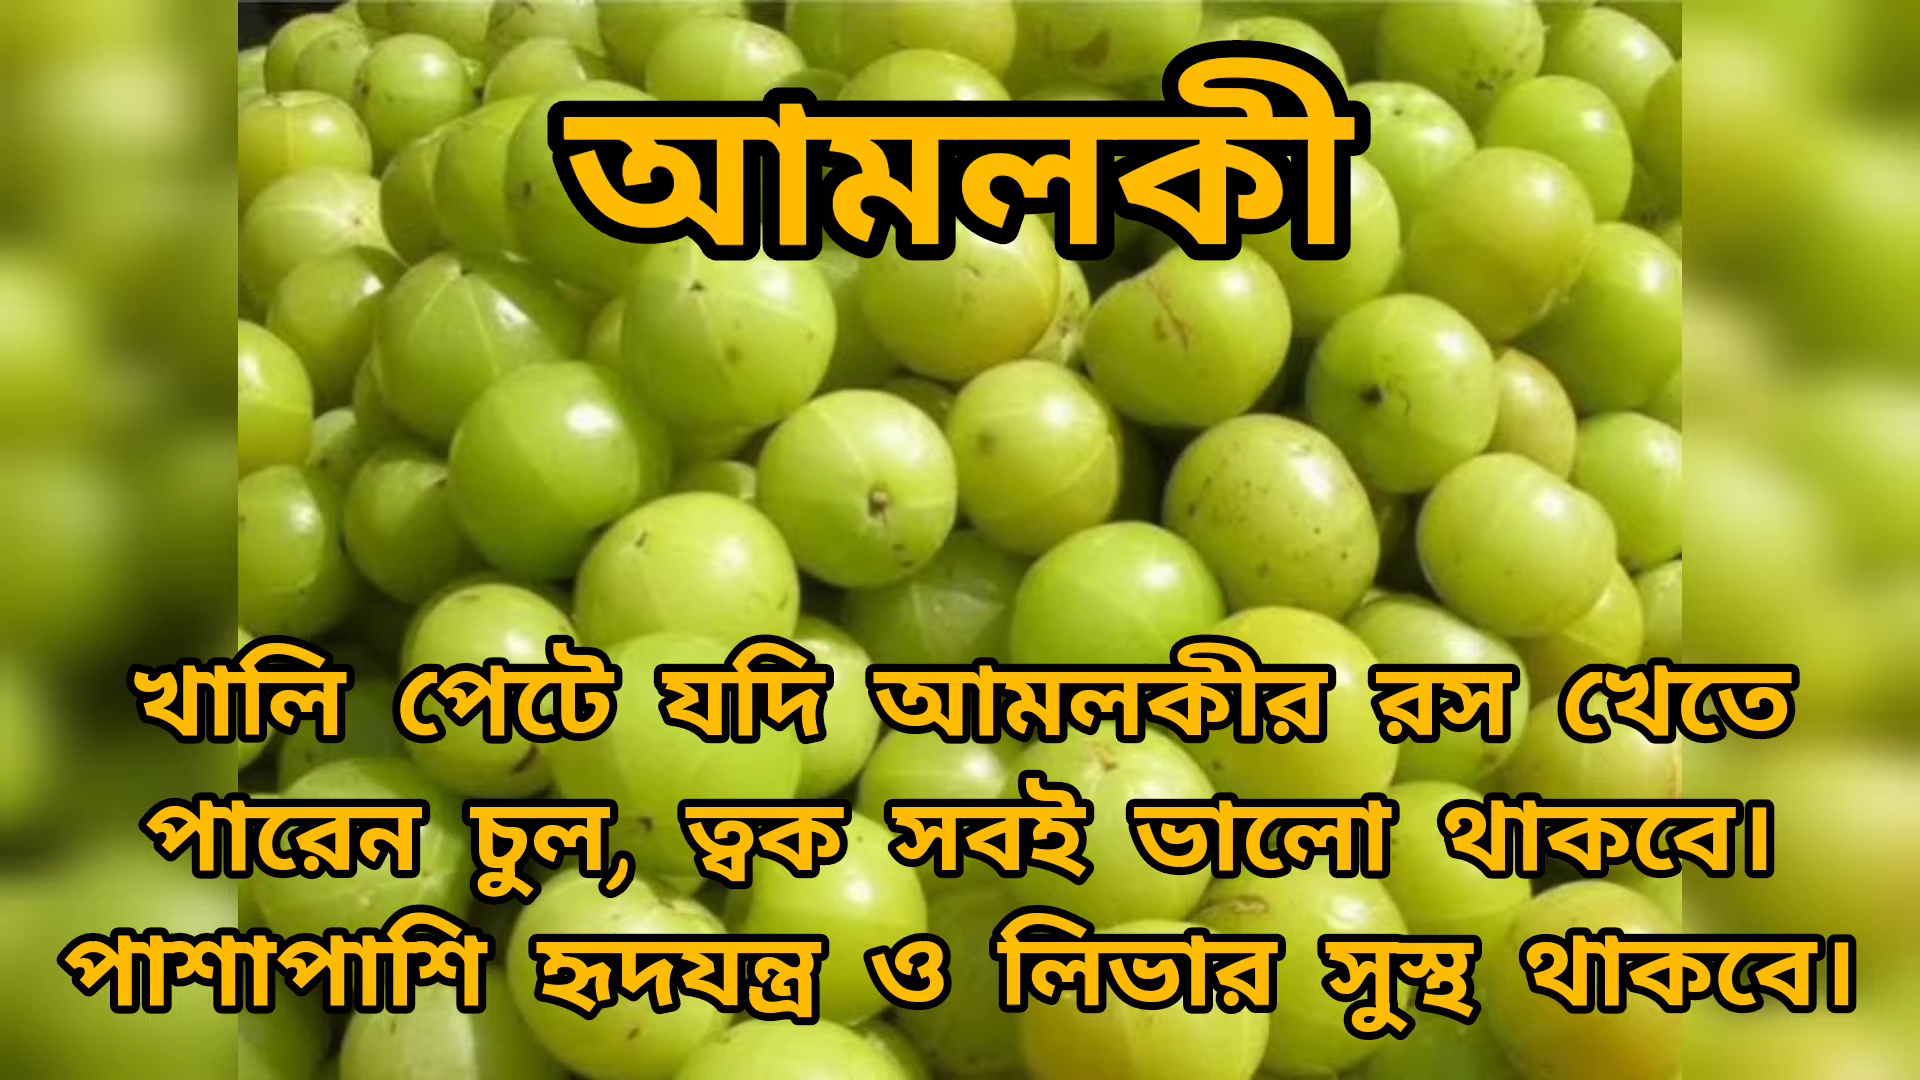 আমলকী
খালি পেটে যদি আমলকীর রস খেতে
পারেন চুল, ত্বক সবই ভালো থাকবে।
পাশাপাশি হৃদযন্ত্র ও লিভার সুস্থ থাকবে।